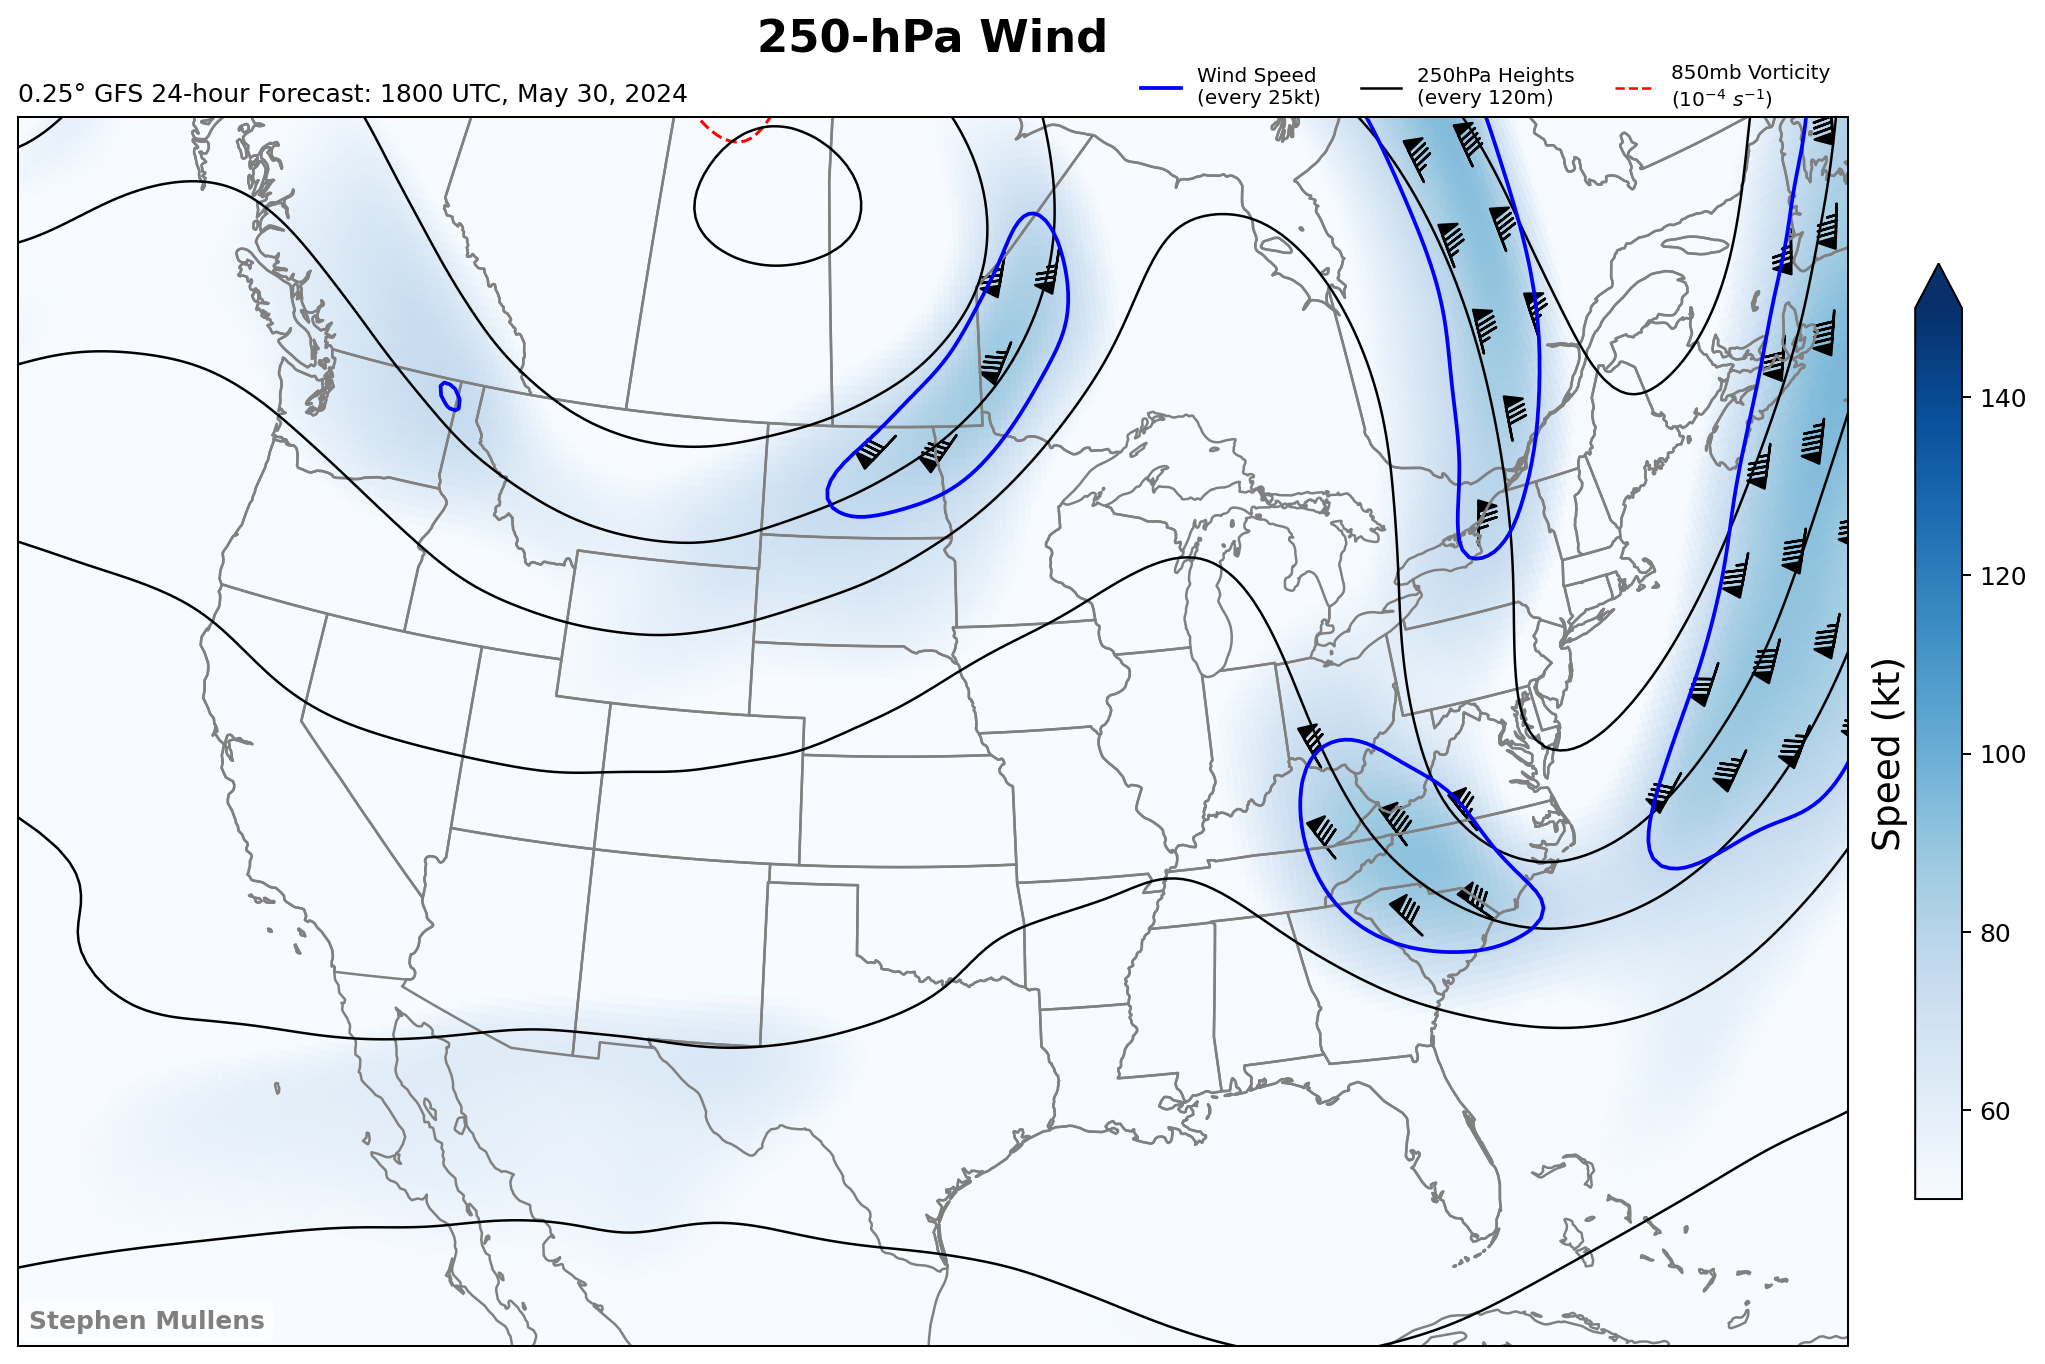 250-hPa Wind
0.25° GFS 24-hour Forecast: 1800 UTC, May 30, 2024
Wind Speed
(every 25kt)
250hPa Heights
(every 120m)
850mb Vorticity
(10⁻⁴ s⁻¹)
140
120
100
80
60
Speed (kt)
Stephen Mullens